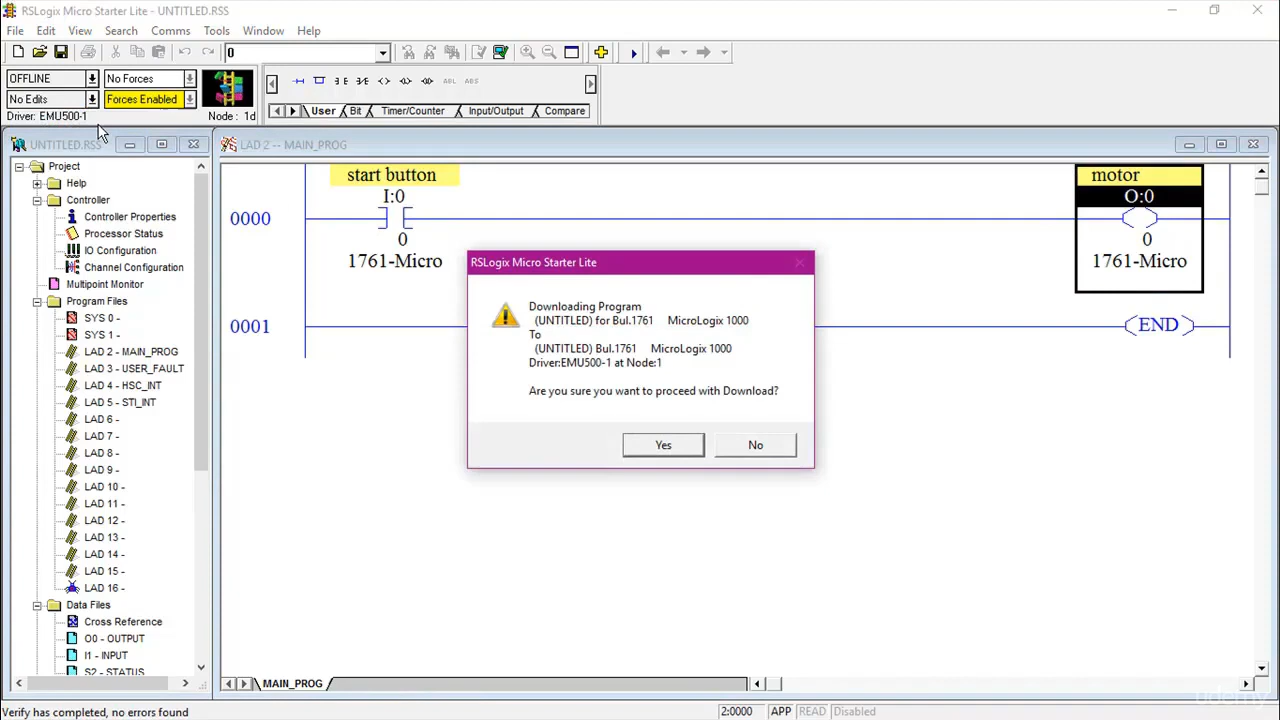 RSLogix Micro Starter Lite - UNTITLED.RSS
File Edit View Search Comms Tools Window Help
0
OFFLINE No Forces
No Edits Forces Enabled
Driver: EMU500-1 Node : 1d
User Bit Timer/Counter Input/Output Compare
UNTITLED.RSS
Project
Help
Controller
Controller Properties
Processor Status
IO Configuration
Channel Configuration
Multipoint Monitor
Program Files
SYS 0 -
SYS 1 -
LAD 2 - MAIN_PROG
LAD 3 - USER_FAULT
LAD 4 - HSC_INT
LAD 5 - STI_INT
LAD 6 -
LAD 7 -
LAD 8 -
LAD 9 -
LAD 10 -
LAD 11 -
LAD 12 -
LAD 13 -
LAD 14 -
LAD 15 -
LAD 16 -
Data Files
Cross Reference
O0 - OUTPUT
I1 - INPUT
S2 - STATUS
LAD 2 -- MAIN_PROG
start button motor
I:0 O:0
0000
0 0
1761-Micro 1761-Micro
0001 END
RSLogix Micro Starter Lite
Downloading Program
(UNTITLED) for Bul.1761 MicroLogix 1000
To
(UNTITLED) Bul.1761 MicroLogix 1000
Driver:EMU500-1 at Node:1
Are you sure you want to proceed with Download?
Yes No
MAIN_PROG
Verify has completed, no errors found 2:0000 APP READ Disabled
udemy